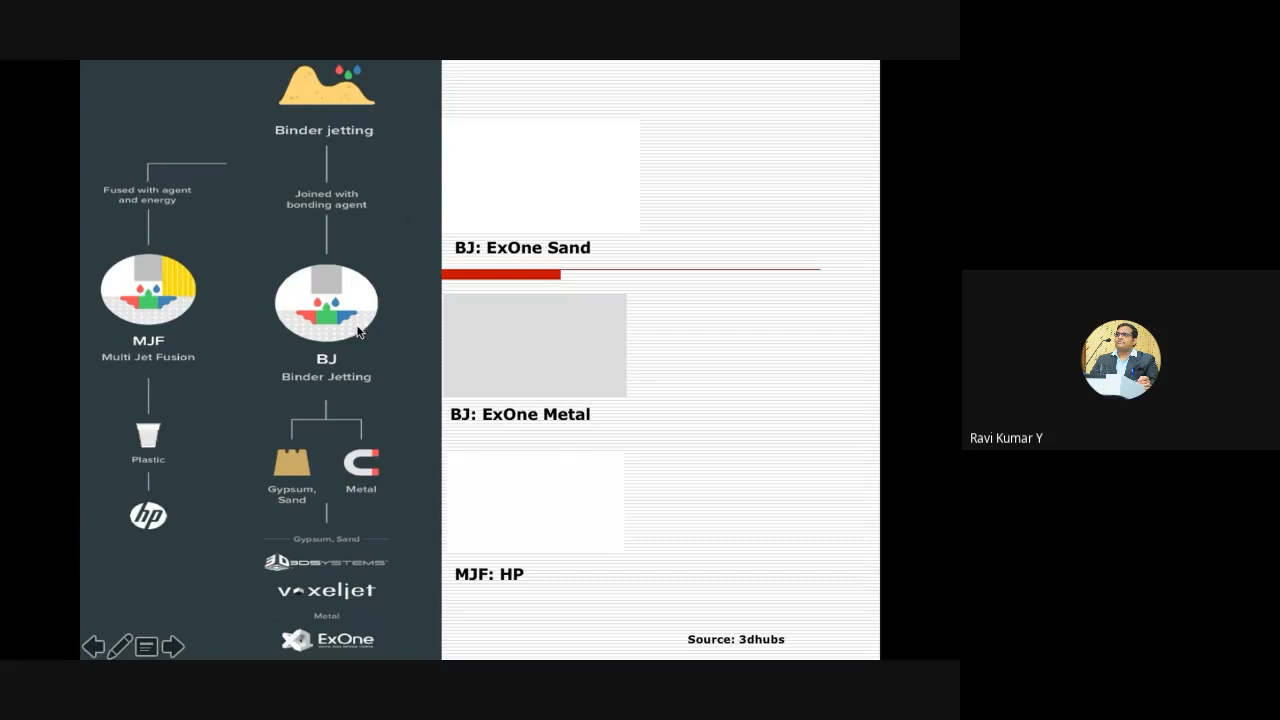 Binder jetting
Fused with agent
and energy
Joined with
bonding agent
MJF
Multi Jet Fusion
BJ
Binder Jetting
Plastic
hp
Gypsum,
Sand
Metal
Gypsum, Sand
3DSYSTEMS
voxeljet
Metal
ExOne
BJ: ExOne Sand
BJ: ExOne Metal
MJF: HP
Source: 3dhubs
Ravi Kumar Y